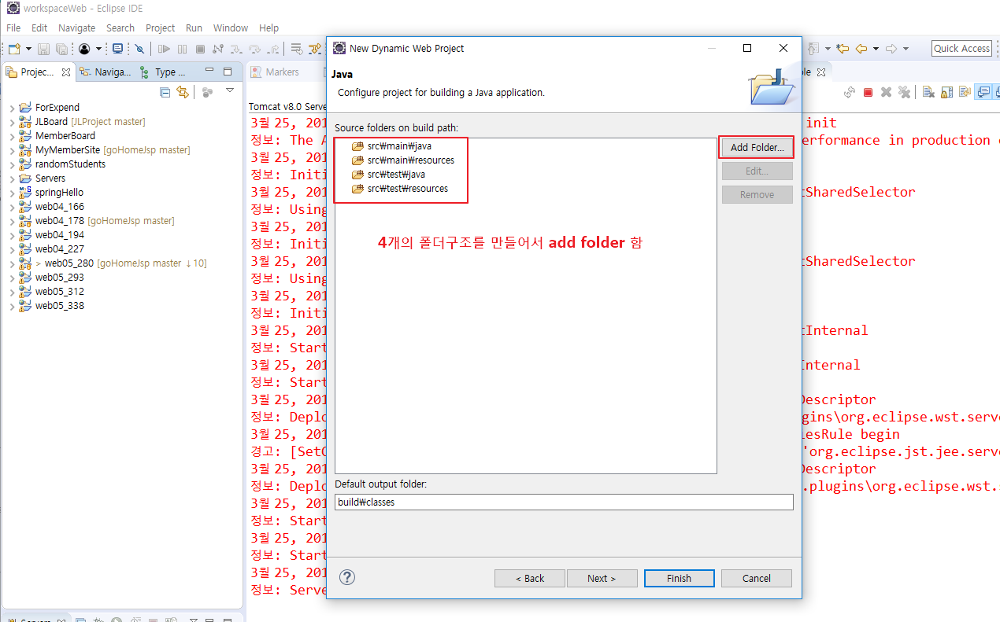 workspaceWeb - Eclipse IDE
File Edit Navigate Search Project Run Window Help
Quick Access
Projec... Naviga... Type ...
Markers
ForExpend
JLBoard [JLProject master]
MemberBoard
MyMemberSite [goHomeJsp master]
randomStudents
Servers
springHello
web04_166
web04_178 [goHomeJsp master]
web04_194
web04_227
> web05_280 [goHomeJsp master ↓10]
web05_293
web05_312
web05_338
New Dynamic Web Project
Java
Configure project for building a Java application.
Source folders on build path:
src₩main₩java
src₩main₩resources
src₩test₩java
src₩test₩resources
Add Folder...
Edit...
Remove
4개의 폴더구조를 만들어서 add folder 함
Default output folder:
build₩classes
< Back Next > Finish Cancel
Tomcat v8.0 Serve
3월 25, 201 init
정보: The A erformance in production
3월 25, 201
정보: Initi
3월 25, 201 tSharedSelector
정보: Using
3월 25, 201
정보: Initi
3월 25, 201 tSharedSelector
정보: Using
3월 25, 201
정보: Initi
3월 25, 201 tInternal
정보: Start
3월 25, 201 Internal
정보: Start
3월 25, 201 Descriptor
정보: Deplo gins\org.eclipse.wst.serve
3월 25, 201 esRule begin
경고: [SetC 'org.eclipse.jst.jee.serve
3월 25, 201 Descriptor
정보: Deplo .plugins\org.eclipse.wst.s
3월 25, 201
정보: Start
3월 25, 201
정보: Start
3월 25, 201
정보: Serve